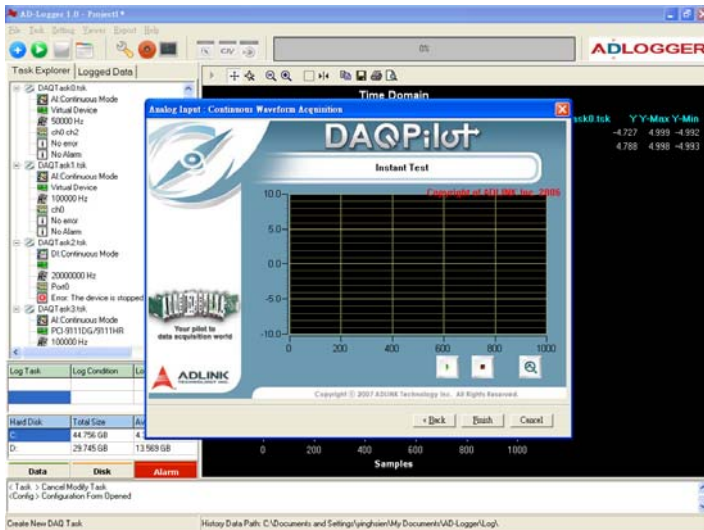 AD-Logger 1.0 - Project1 *
File Task Setting Viewer Export Help
0%
ADLOGGER
Task Explorer Logged Data
DAQTask0.tsk
AI:Continuous Mode
Virtual Device
50000 Hz
ch0 ch2
No error
No Alarm
DAQTask1.tsk
AI:Continuous Mode
Virtual Device
100000 Hz
ch0
No error
No Alarm
DAQTask2.tsk
DI:Continuous Mode
20000000 Hz
Port0
Error: The device is stopped
DAQTask3.tsk
AI:Continuous Mode
PCI-9111DG/9111HR
100000 Hz
Time Domain
ask0.tsk Y Y-Max Y-Min
-4.727 4.999 -4.992
4.788 4.998 -4.993
Analog Input : Continuous Waveform Acquisition
DAQPilot
Instant Test
Copyright of ADLINK Inc. 2006
10.0
5.0
0.0
-5.0
-10.0
0 200 400 600 800 1000
Your pilot to
data acquisition world
ADLINK
TECHNOLOGY INC.
Copyright © 2007 ADLINK Technology Inc. All Rights Reserved.
< Back Finish Cancel
Log Task Log Condition Lo
Hard Disk Total Size Av
C: 44.756 GB 4.
D: 29.745 GB 13.569 GB
Data Disk Alarm
0 200 400 600 800 1000
Samples
< Task > Cancel Modify Task
<Config > Configuration Form Opened
Create New DAQ Task
History Data Path: C:\Documents and Settings\yinghsien\My Documents\AD-Logger\Log\